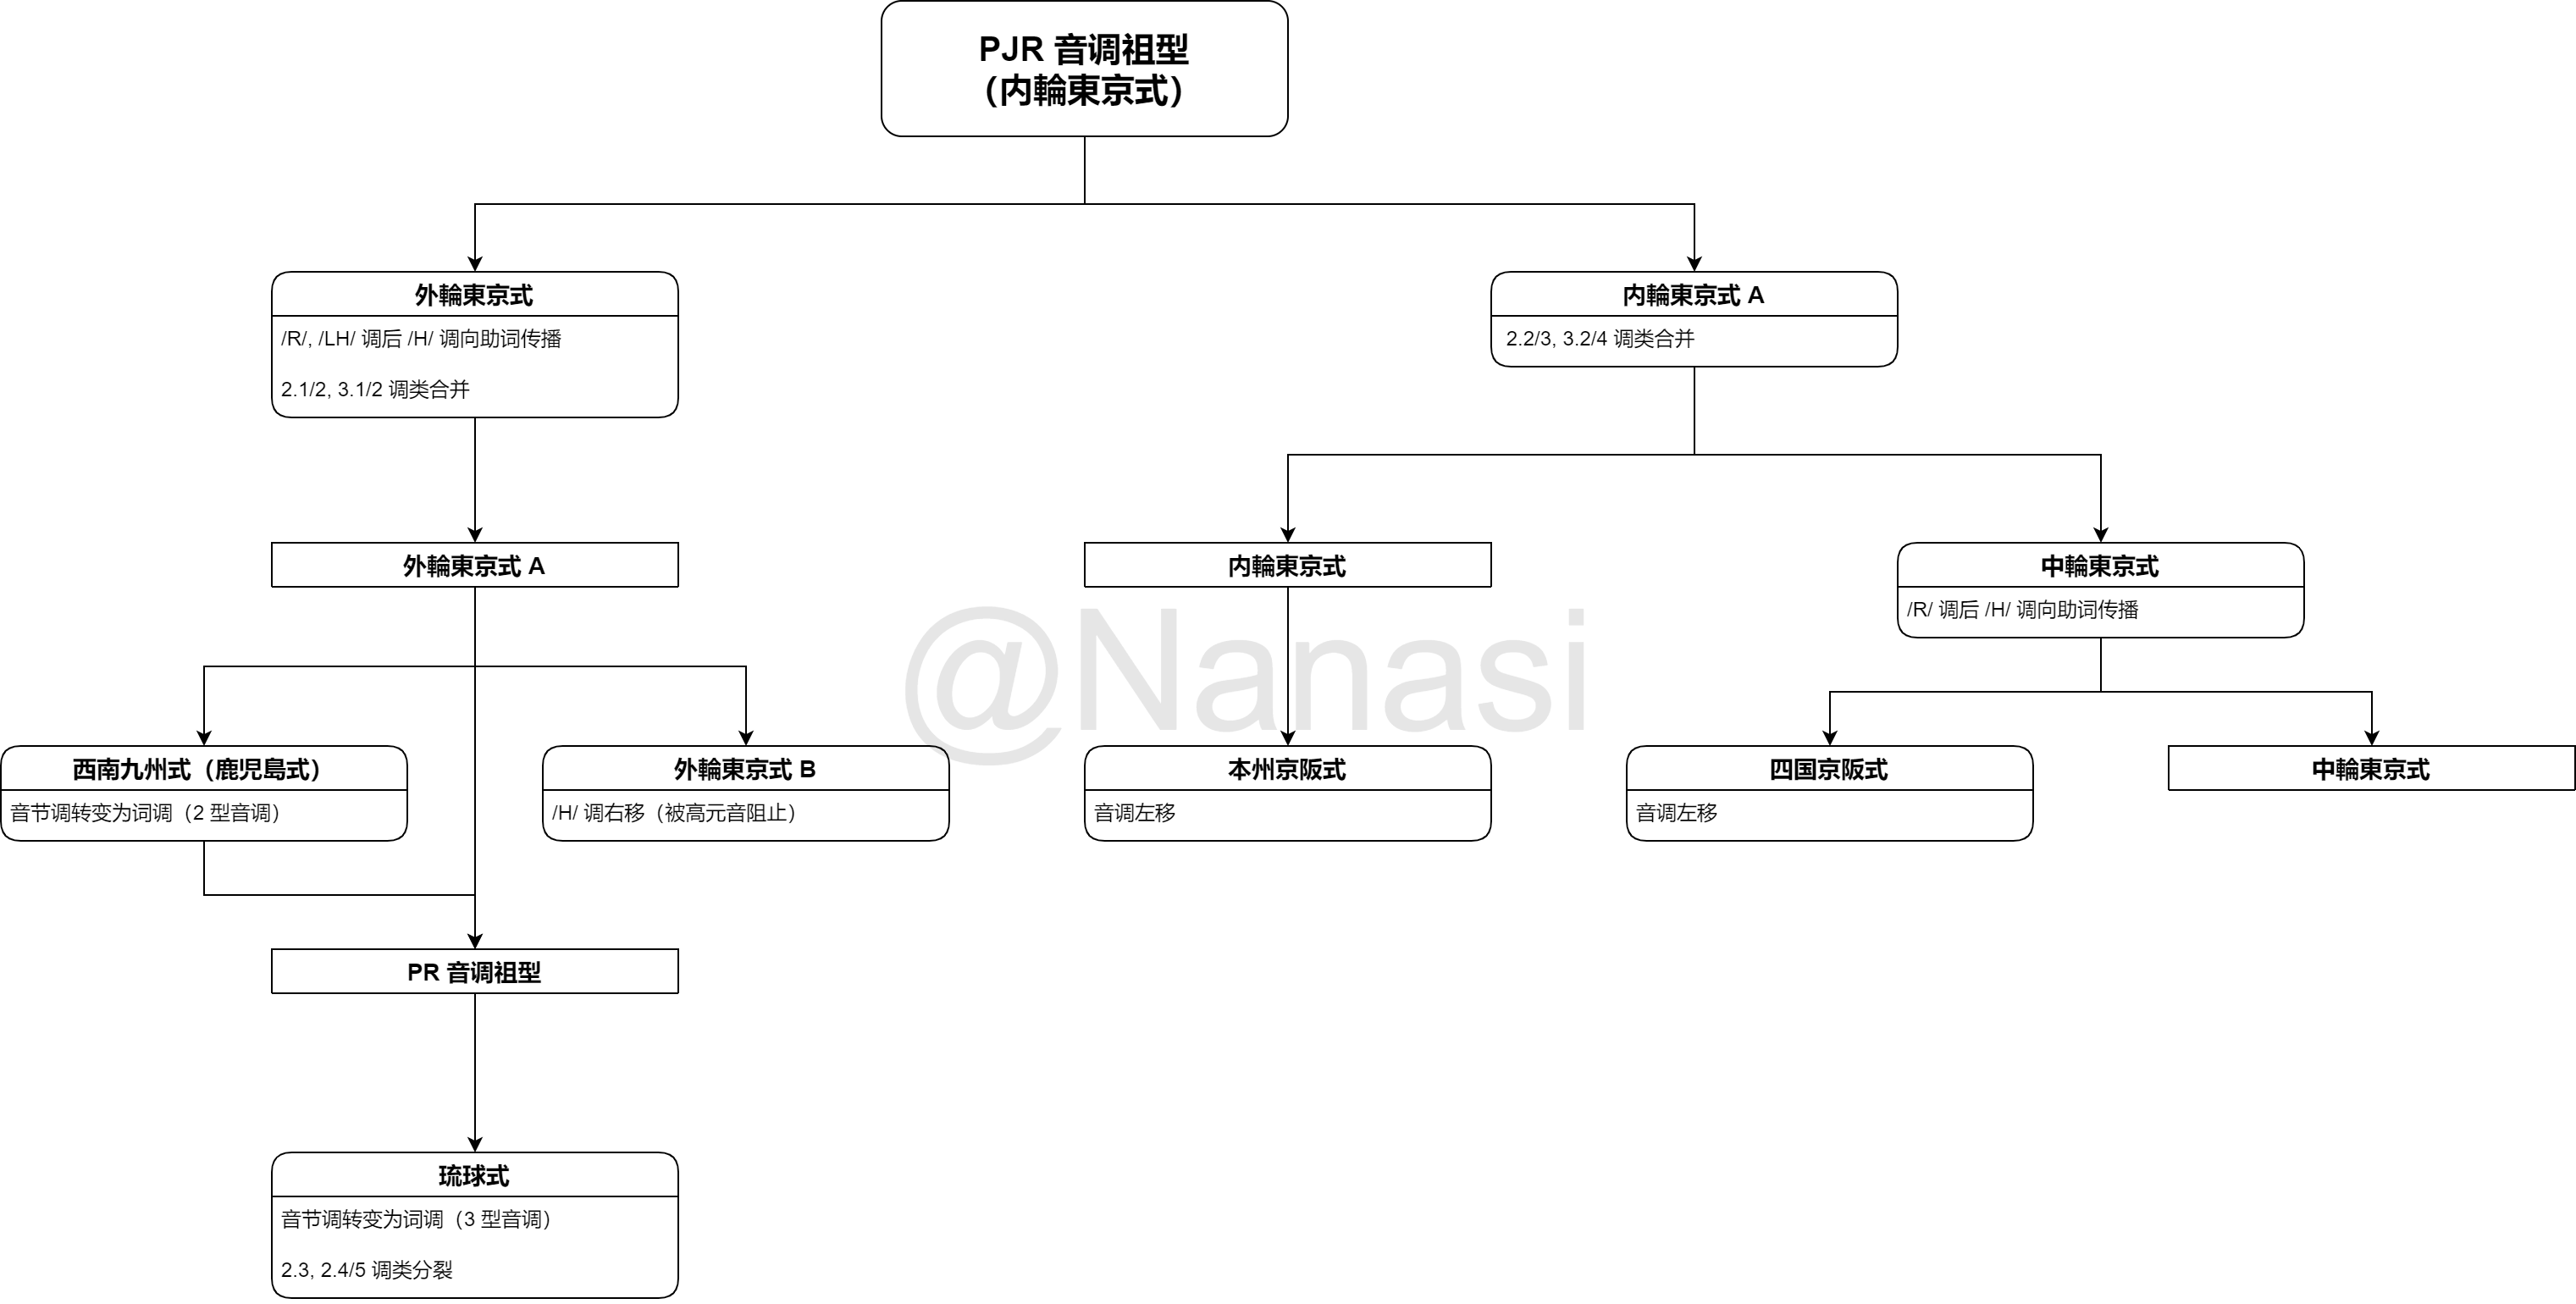 PJR 音调祖型
（内輪東京式）
外輪東京式
/R/, /LH/ 调后 /H/ 调向助词传播
2.1/2, 3.1/2 调类合并
内輪東京式 A
2.2/3, 3.2/4 调类合并
外輪東京式 A
内輪東京式
中輪東京式
/R/ 调后 /H/ 调向助词传播
@Nanasi
西南九州式（鹿児島式）
音节调转变为词调（2 型音调）
外輪東京式 B
/H/ 调右移（被高元音阻止）
本州京阪式
音调左移
四国京阪式
音调左移
中輪東京式
PR 音调祖型
琉球式
音节调转变为词调（3 型音调）
2.3, 2.4/5 调类分裂